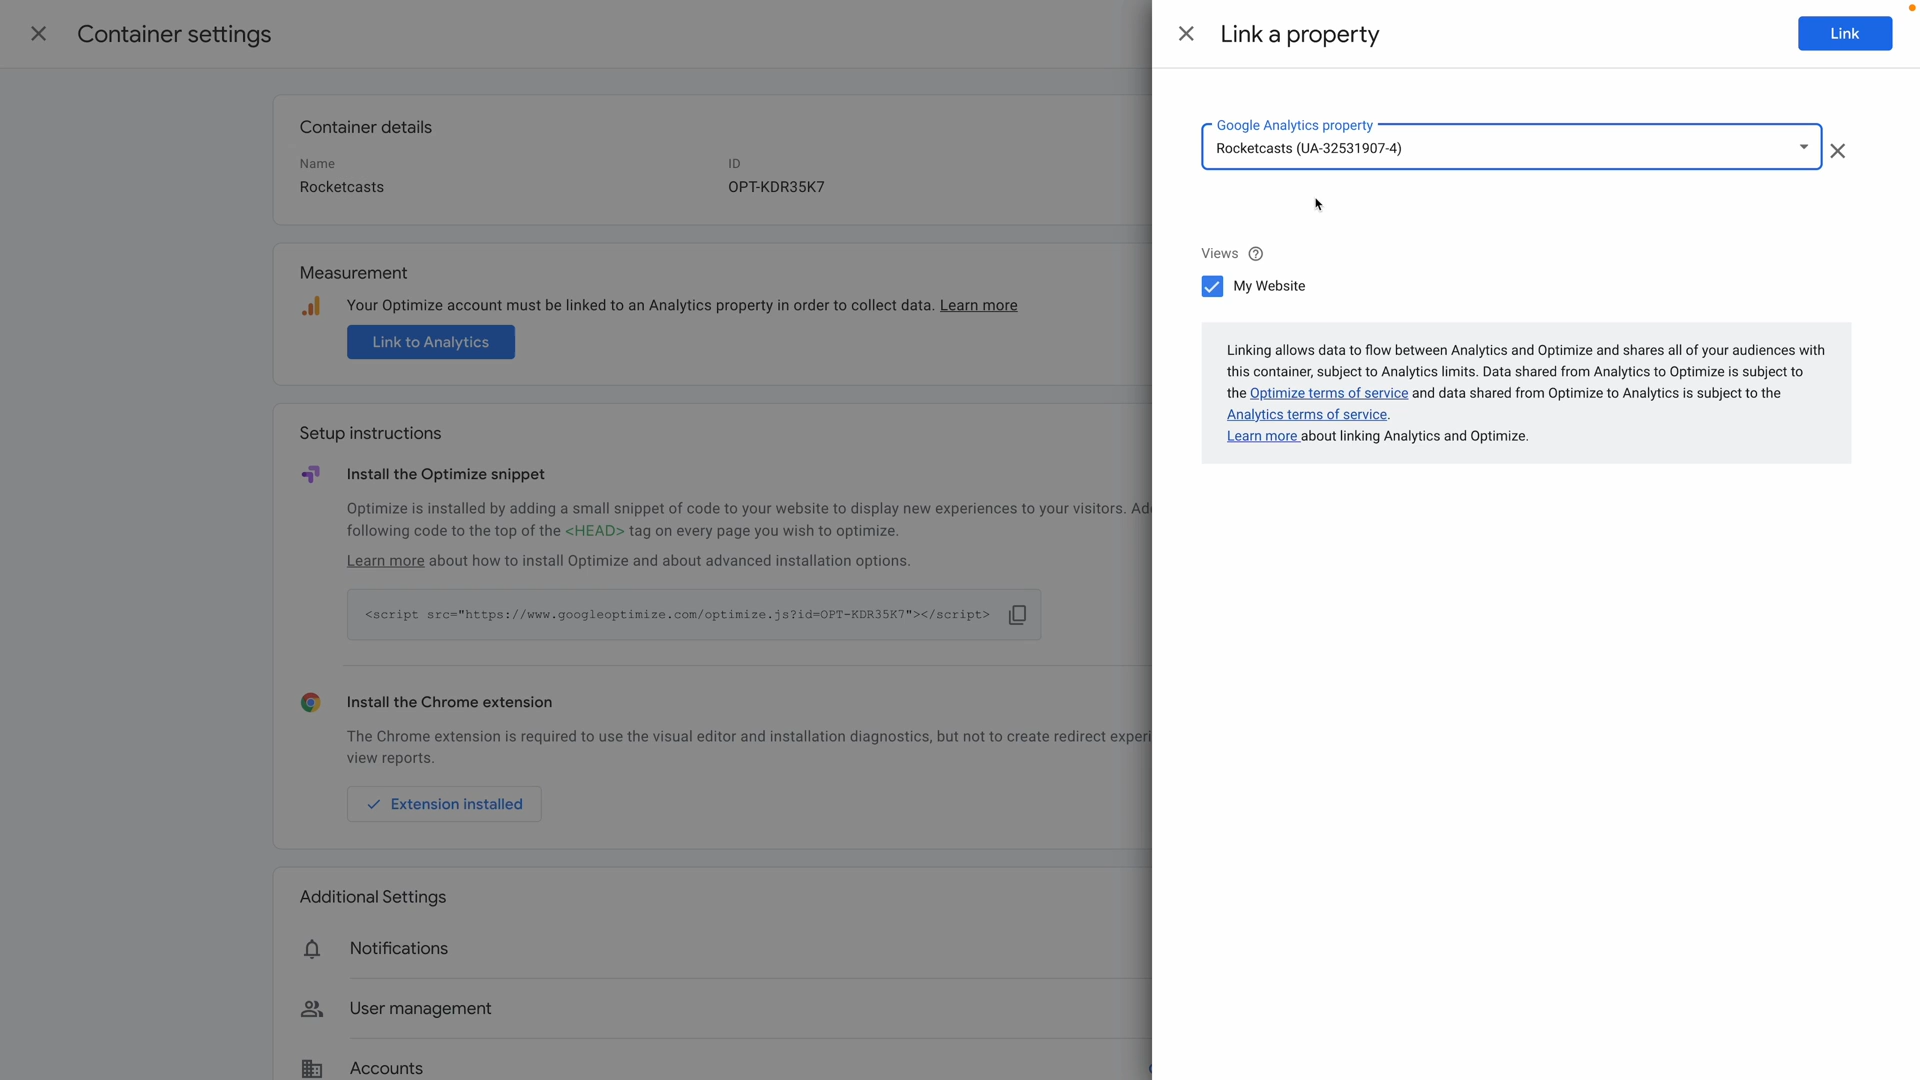 Container settings
Container details
Name
ID
Rocketcasts
OPT-KDR35K7
Measurement
Your Optimize account must be linked to an Analytics property in order to collect data. Learn more
Link to Analytics
Setup instructions
Install the Optimize snippet
Optimize is installed by adding a small snippet of code to your website to display new experiences to your visitors.
following code to the top of the <HEAD> tag on every page you wish to optimize.
Learn more about how to install Optimize and about advanced installation options.
<script src="https://www.googleoptimize.com/optimize.js?id=OPT-KDR35K7"></script>
Install the Chrome extension
The Chrome extension is required to use the visual editor and installation diagnostics, but not to create redirect
view reports.
Extension installed
Additional Settings
Notifications
User management
Accounts
Link a property
Link
Google Analytics property
Rocketcasts (UA-32531907-4)
Views
My Website
Linking allows data to flow between Analytics and Optimize and shares all of your audiences with
this container, subject to Analytics limits. Data shared from Analytics to Optimize is subject to
the Optimize terms of service and data shared from Optimize to Analytics is subject to the
Analytics terms of service.
Learn more about linking Analytics and Optimize.